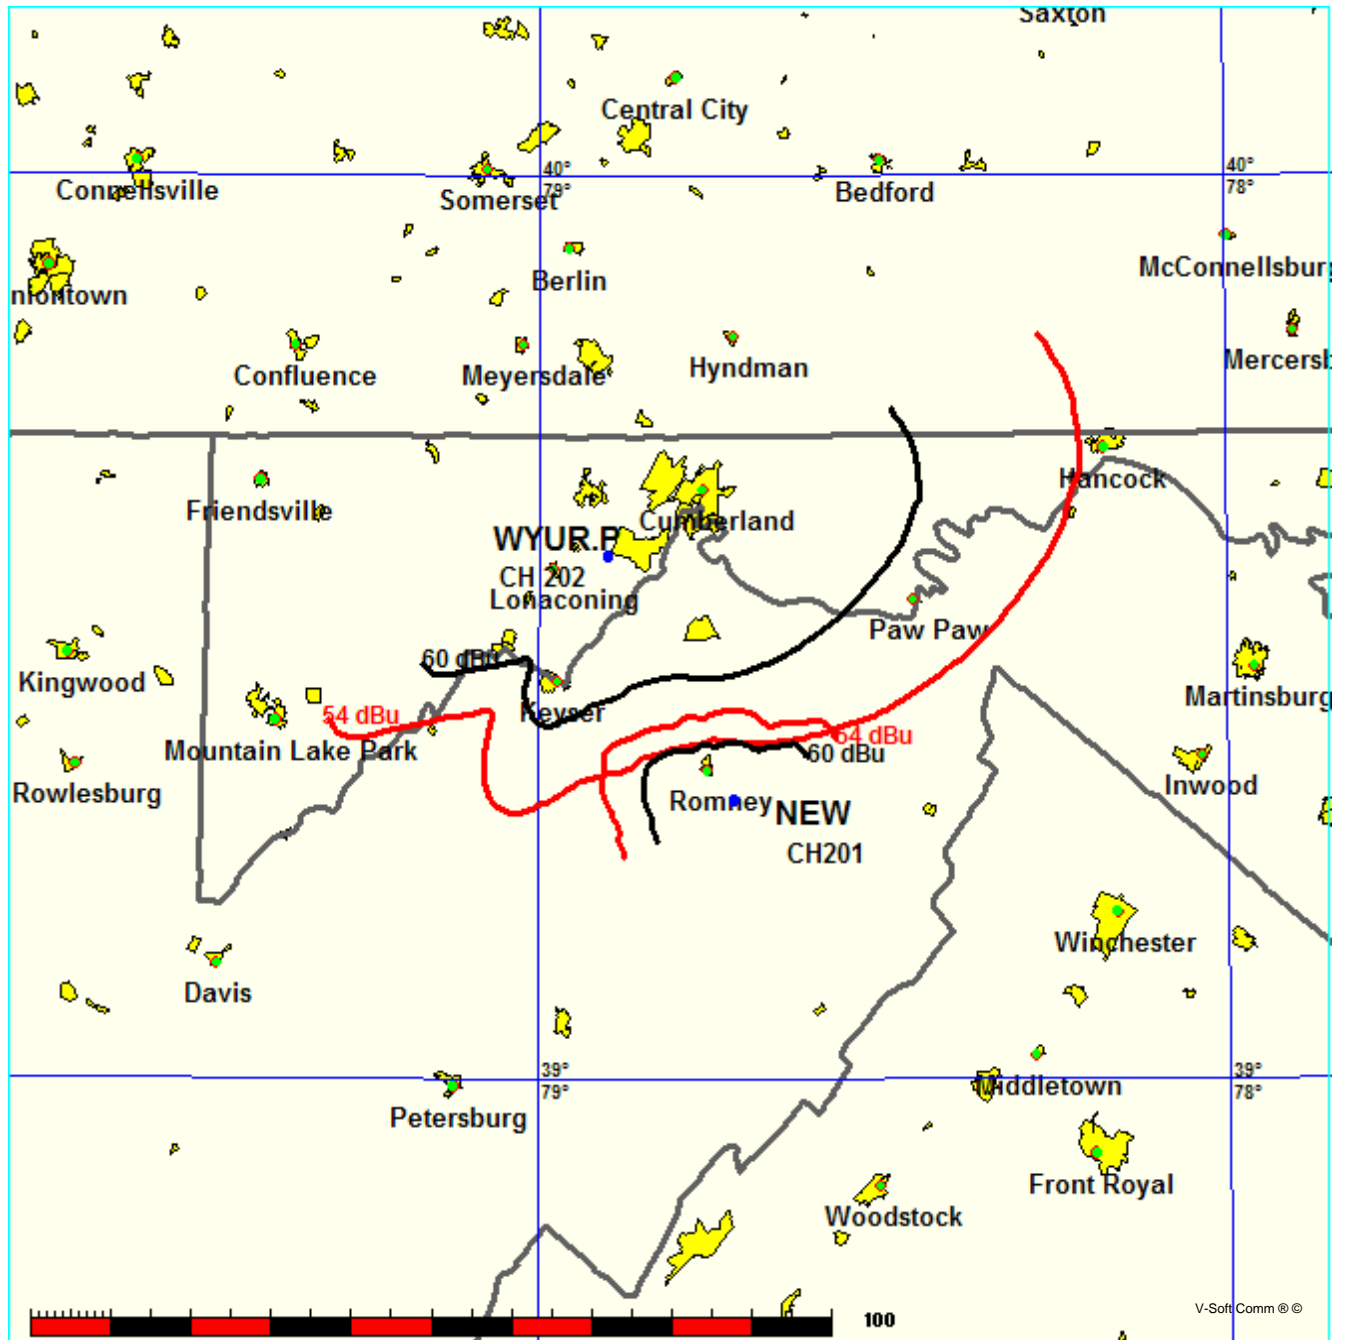 Saxton
Central City
40°
79°
40°
78°
Connellsville
Somerset
Bedford
Berlin
McConnellsbur
niontown
Confluence
Meyersdale
Hyndman
Mercersb
Friendsville
Cumberland
Hancock
WYUR.P
CH 202
Lonaconing
Paw Paw
60 dBu
Kingwood
Keyser
Martinsburg
54 dBu
54 dBu
Mountain Lake Park
60 dBu
Rowlesburg
Romney
NEW
Inwood
CH201
Winchester
Davis
39°
79°
39°
78°
Petersburg
Middletown
Front Royal
Woodstock
V-Soft Comm ® ©
100